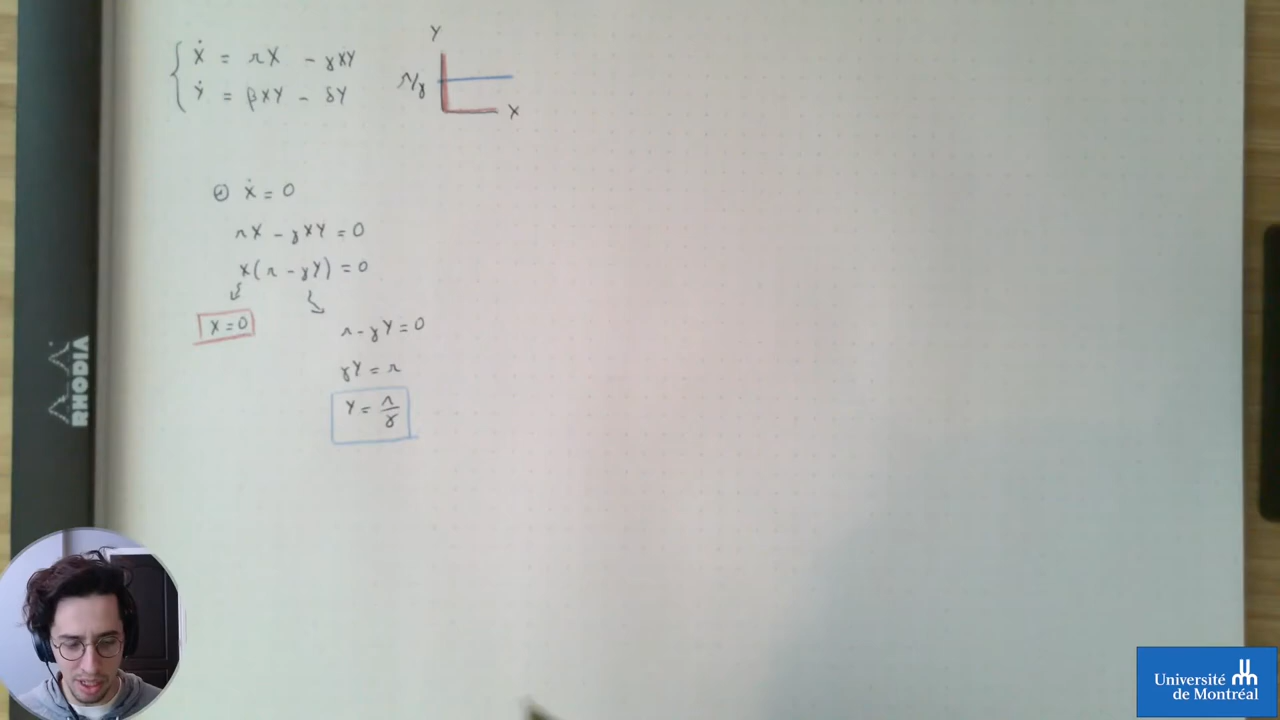 Ẋ = rX - γXY
Ẏ = βXY - δY
Y
r/γ
X
① Ẋ = 0
rX - γXY = 0
X(r - γY) = 0
X = 0
r - γY = 0
γY = r
Y = r/γ
RHODIA
Université
de Montréal